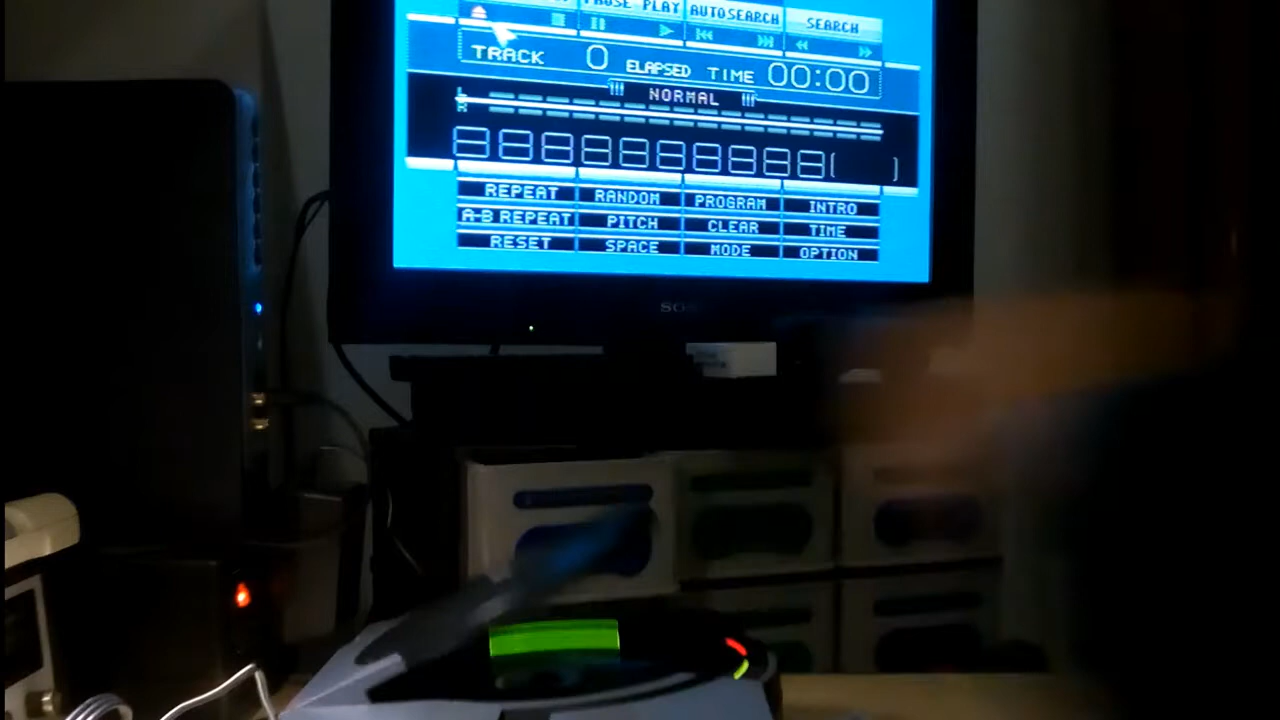 PAUSE PLAY AUTOSEARCH SEARCH
TRACK 0 ELAPSED TIME 00:00
L NORMAL
R
REPEAT RANDOM PROGRAM INTRO
A-B REPEAT PITCH CLEAR TIME
RESET SPACE MODE OPTION